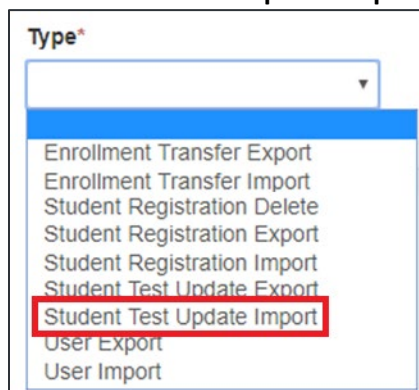 Type*
Enrollment Transfer Export
Enrollment Transfer Import
Student Registration Delete
Student Registration Export
Student Registration Import
Student Test Update Export
Student Test Update Import
User Export
User Import